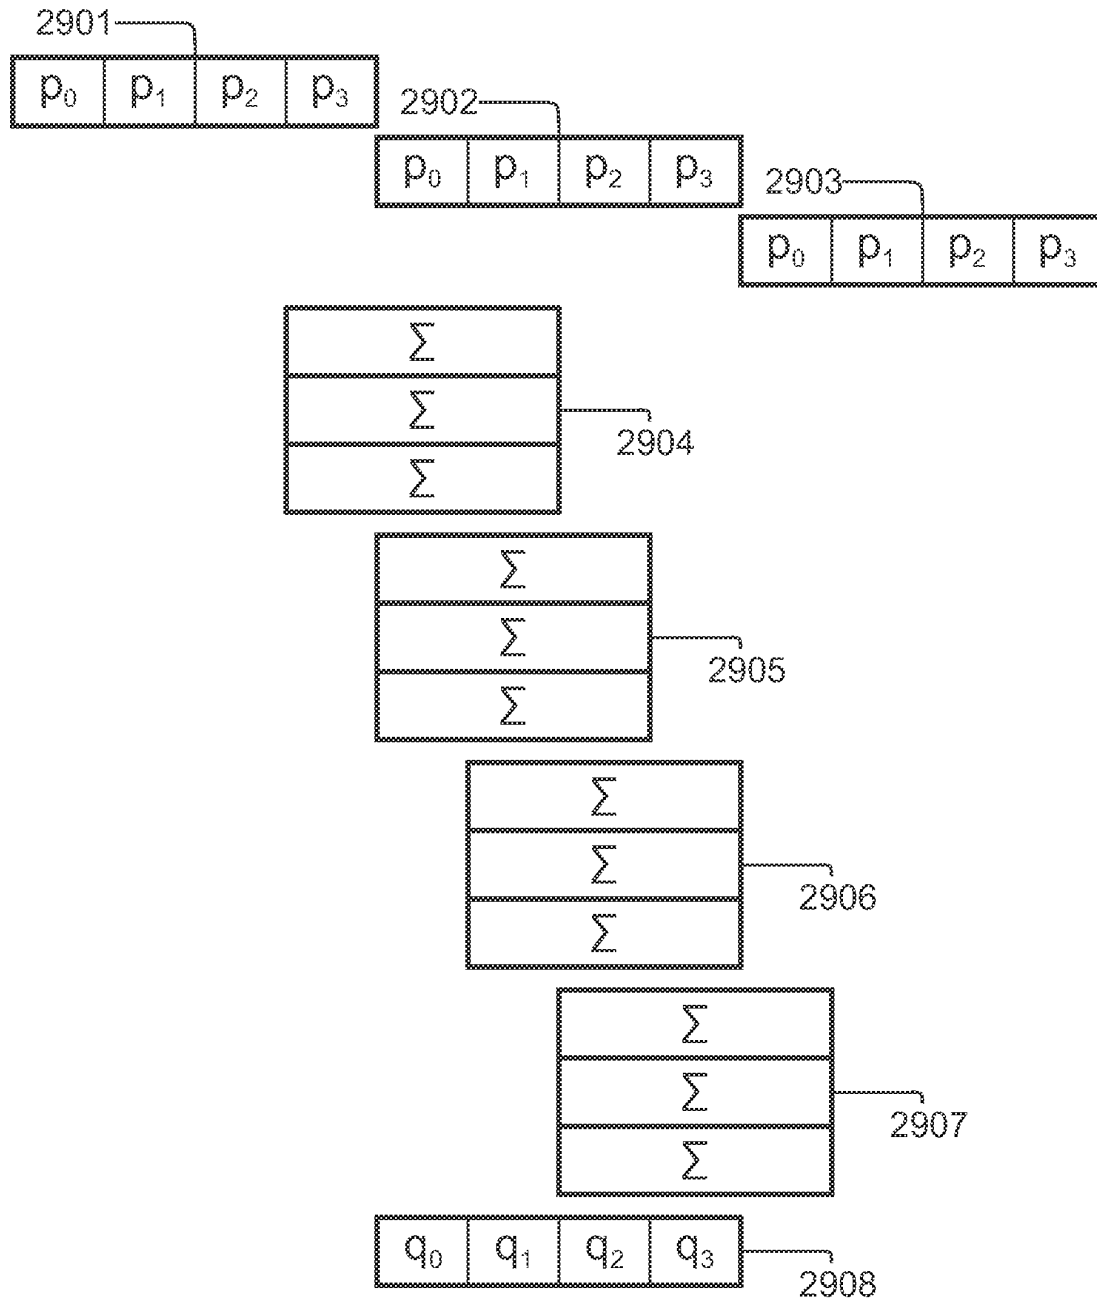 2901
p₀ p₁ p₂ p₃
2902
p₀ p₁ p₂ p₃
2903
p₀ p₁ p₂ p₃
Σ
Σ
2904
Σ
Σ
Σ
2905
Σ
Σ
Σ
2906
Σ
Σ
Σ
2907
Σ
q₀ q₁ q₂ q₃
2908